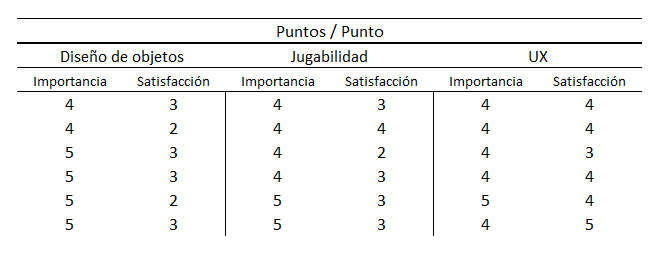 Puntos / Punto
Diseño de objetos Jugabilidad UX
Importancia Satisfacción Importancia Satisfacción Importancia Satisfacción
4 3 4 3 4 4
4 2 4 4 4 4
5 3 4 2 4 3
5 3 4 3 4 4
5 2 5 3 5 4
5 3 5 3 4 5